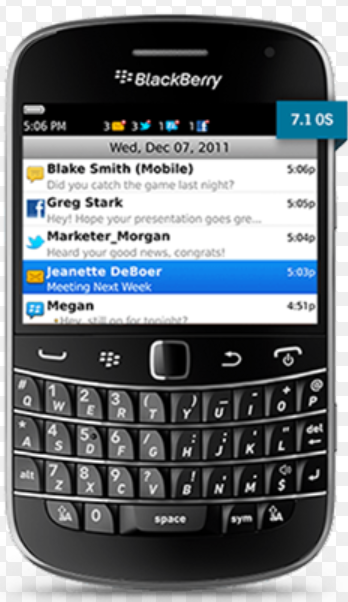 BlackBerry
7.1 OS
5:06 PM 3 3 1 1
Wed, Dec 07, 2011
Blake Smith (Mobile) 5:06p
Did you catch the game last night?
Greg Stark 5:05p
Hey! Hope your presentation goes gre...
Marketer_Morgan 5:04p
Heard your good news, congrats!
Jeanette DeBoer 5:03p
Meeting Next Week
Megan 4:51p
Hey, still on for tonight?
# Q 1 W 2 E 3 R ( T ) Y _ U - I + O @ P
* A 4 S 5 D 6 F / G : H ; J ' K " L del
alt 7 Z 8 X 9 C ? V ! B , N . M $
aA 0 space sym aA